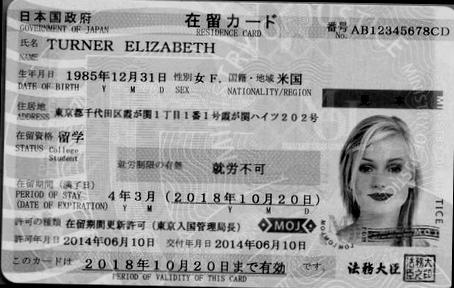 日本国政府 在留カード 番号 AB12345678CD
GOVERNMENT OF JAPAN RESIDENCE CARD No.
氏名 TURNER ELIZABETH
NAME
生年月日 1985年12月31日 性別 女 F. 国籍・地域 米国
DATE OF BIRTH Y M D SEX NATIONALITY/REGION
住居地 東京都千代田区霞が関1丁目1番1号霞が関ハイツ202号
ADDRESS
見本
在留資格 留学
STATUS College
Student
就労制限の有無 就労不可
在留期間(満了日) 4年3月(2018年10月20日)
PERIOD OF STAY Y M Y M D
(DATE OF EXPIRATION)
許可の種類 在留期間更新許可(東京入国管理局長) MOJ
許可年月日 2014年06月10日 交付年月日 2014年06月10日
このカードは 2018年10月20日まで有効 です。
PERIOD OF VALIDITY OF THIS CARD
法務大臣